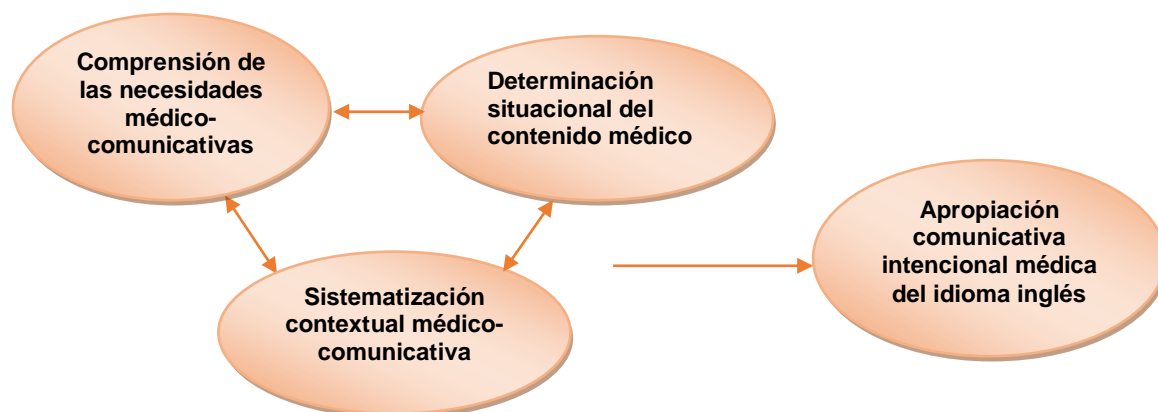 Comprensión de
las necesidades
médico-
comunicativas
Determinación
situacional del
contenido médico
Sistematización
contextual médico-
comunicativa
Apropiación
comunicativa
intencional médica
del idioma inglés